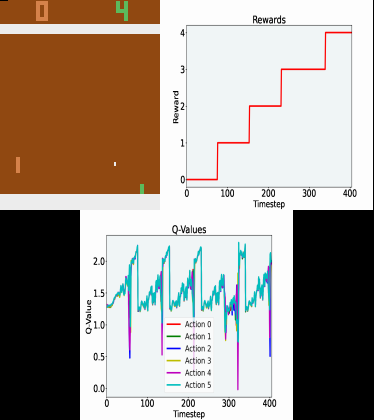 0 4
Rewards
4
3
2
1
0
Reward
0 100 200 300 400
Timestep
Q-Values
2.0
1.5
1.0
0.5
0.0
Q-Value
Action 0
Action 1
Action 2
Action 3
Action 4
Action 5
0 100 200 300 400
Timestep